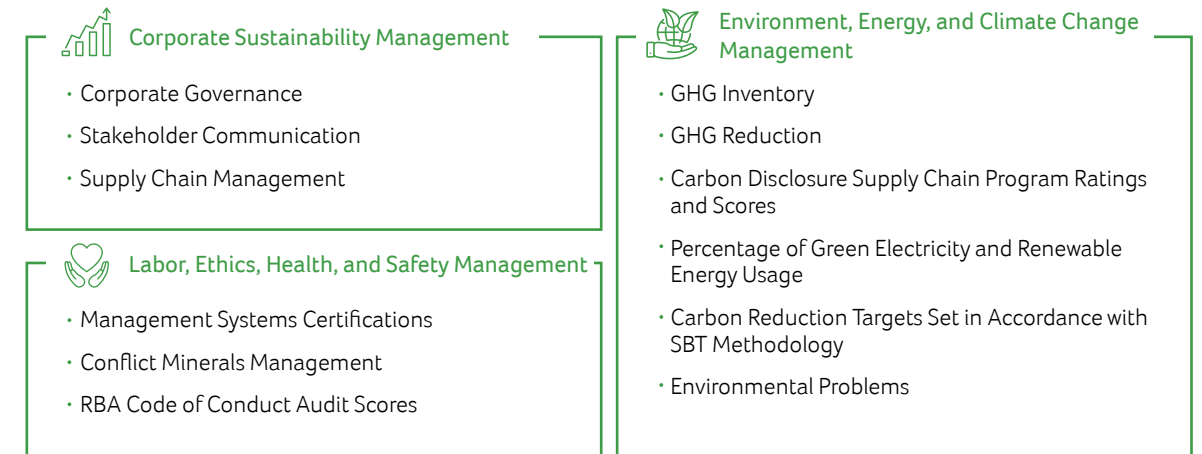 Corporate Sustainability Management
· Corporate Governance
· Stakeholder Communication
· Supply Chain Management
Labor, Ethics, Health, and Safety Management
· Management Systems Certifications
· Conflict Minerals Management
· RBA Code of Conduct Audit Scores
Environment, Energy, and Climate Change
Management
· GHG Inventory
· GHG Reduction
· Carbon Disclosure Supply Chain Program Ratings
and Scores
· Percentage of Green Electricity and Renewable
Energy Usage
· Carbon Reduction Targets Set in Accordance with
SBT Methodology
· Environmental Problems